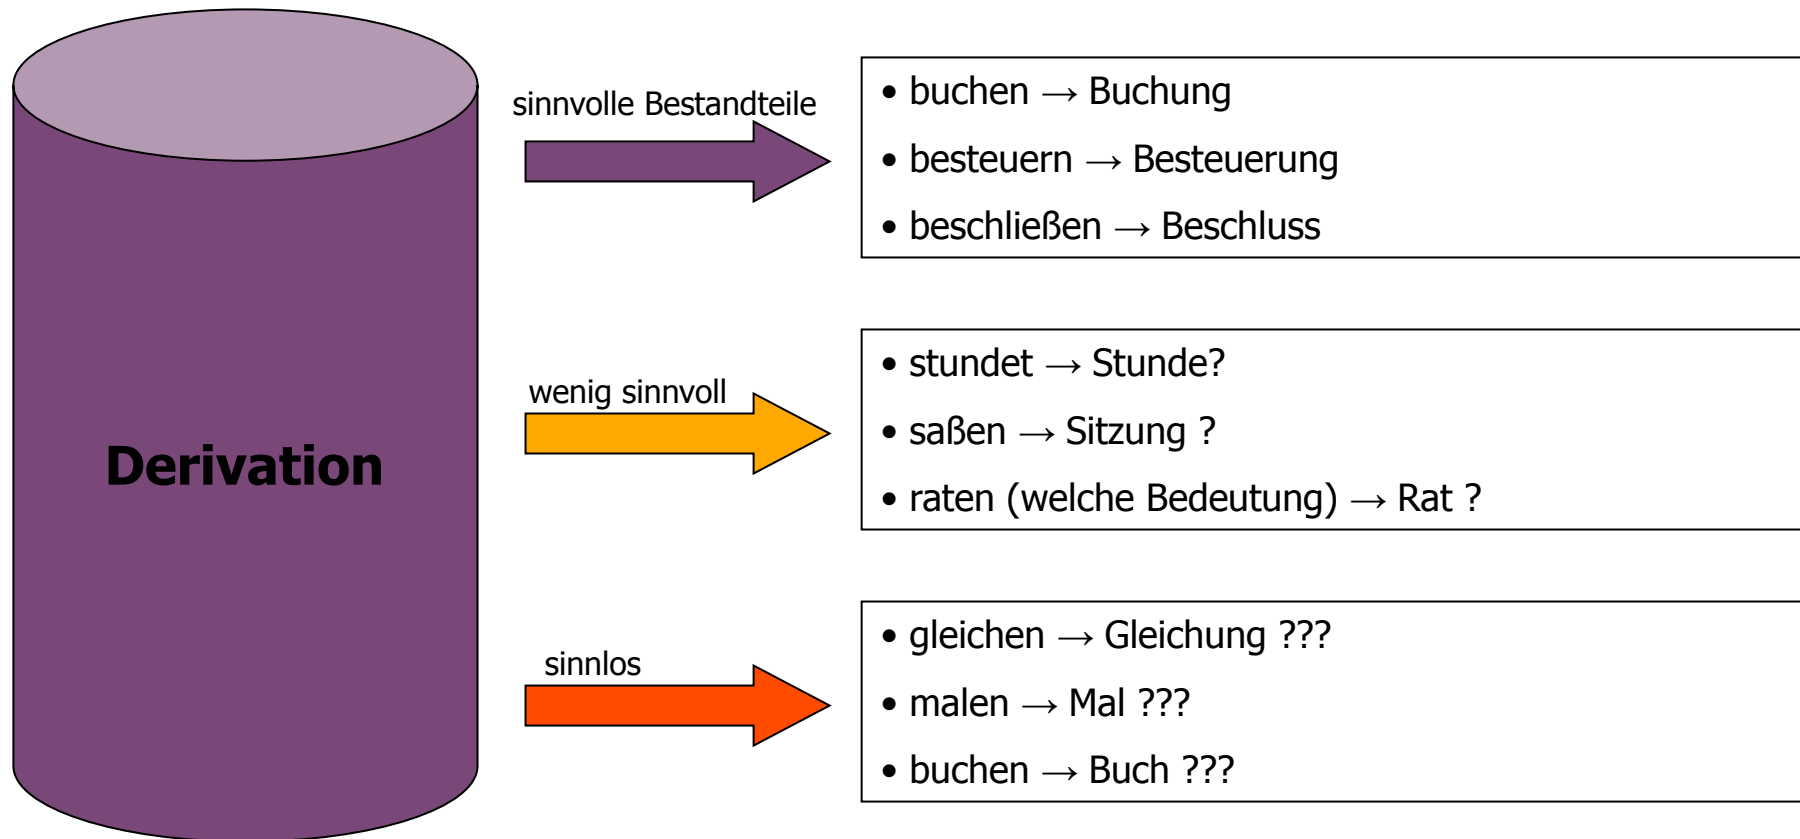 Derivation
sinnvolle Bestandteile
• buchen → Buchung
• besteuern → Besteuerung
• beschließen → Beschluss
wenig sinnvoll
• stundet → Stunde?
• saßen → Sitzung ?
• raten (welche Bedeutung) → Rat ?
sinnlos
• gleichen → Gleichung ???
• malen → Mal ???
• buchen → Buch ???